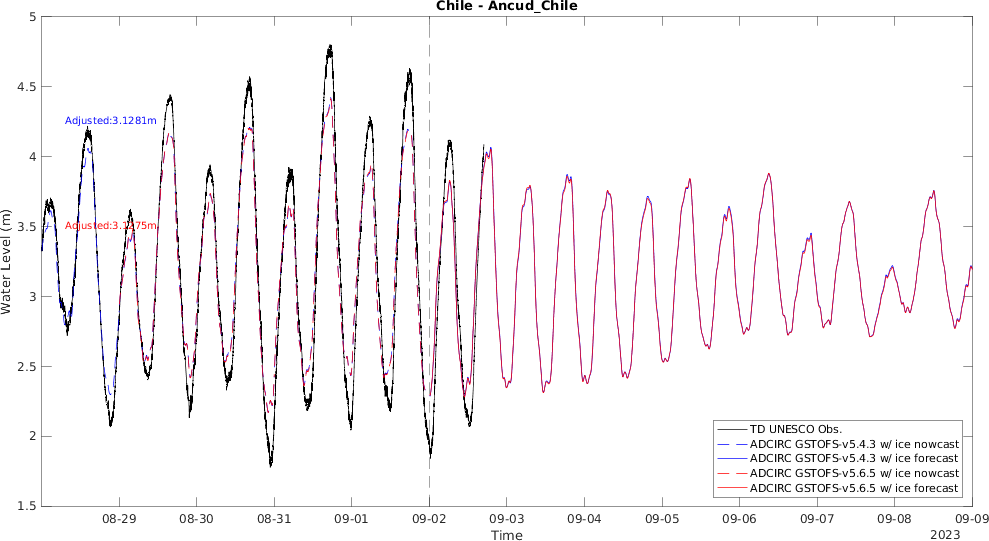 Chile - Ancud_Chile
5
4.5
4
3.5
3
2.5
2
1.5
Water Level (m)
Adjusted:3.1281m
Adjusted:3.1275m
TD UNESCO Obs.
ADCIRC GSTOFS-v5.4.3 w/ ice nowcast
ADCIRC GSTOFS-v5.4.3 w/ ice forecast
ADCIRC GSTOFS-v5.6.5 w/ ice nowcast
ADCIRC GSTOFS-v5.6.5 w/ ice forecast
08-29 08-30 08-31 09-01 09-02 09-03 09-04 09-05 09-06 09-07 09-08 09-09
Time
2023